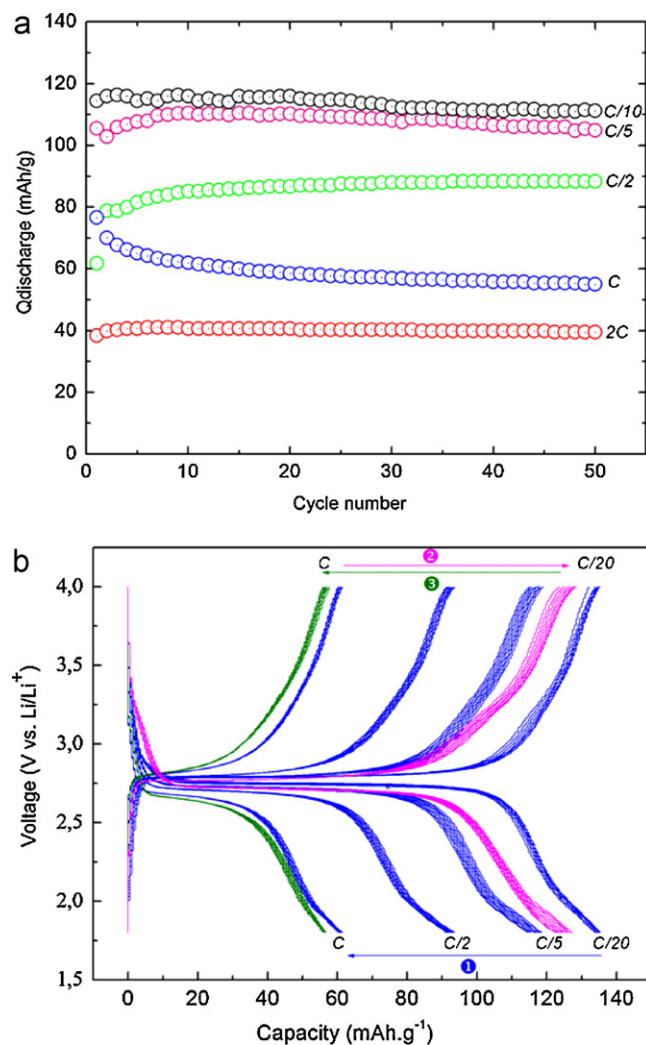 a
140
120
100
80
60
40
20
0
Qdischarge (mAh/g)
C/10
C/5
C/2
C
2C
0 10 20 30 40 50
Cycle number
b
C 2 C/20
3
4,0
3,5
3,0
2,5
2,0
1,5
Voltage (V vs. Li/Li+)
C C/2 C/5 C/20
1
0 20 40 60 80 100 120 140
Capacity (mAh.g-1)